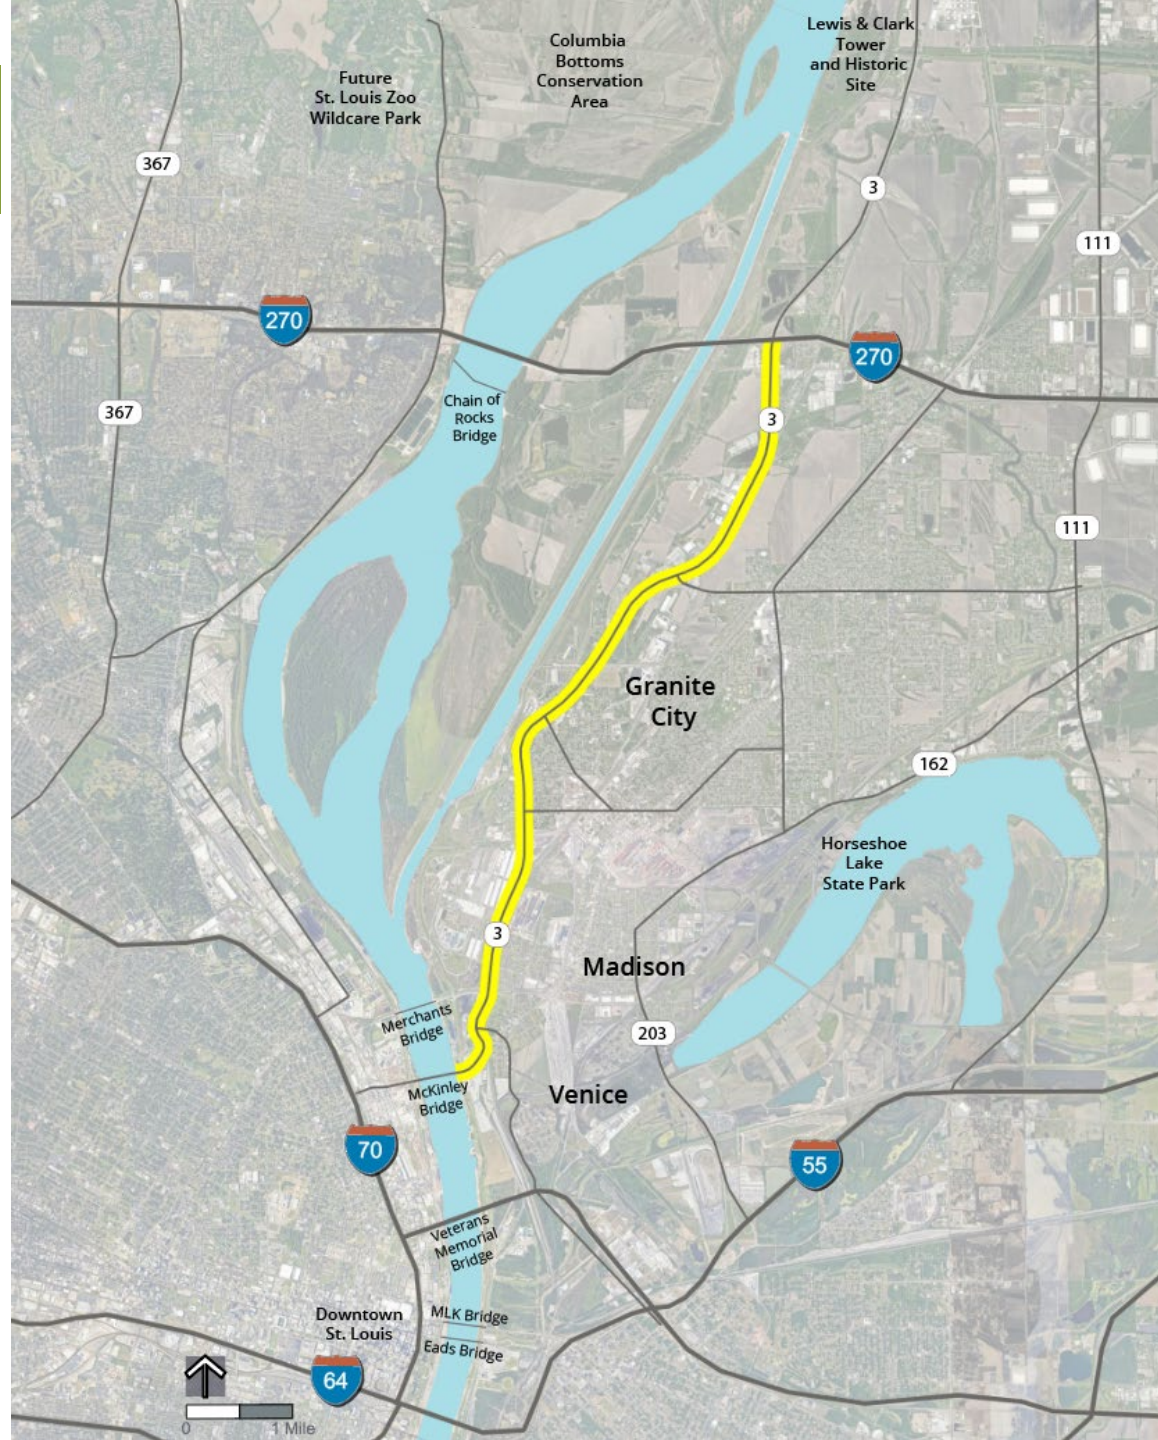 Lewis & Clark
Tower
and Historic
Site
Columbia
Bottoms
Conservation
Area
Future
St. Louis Zoo
Wildcare Park
367
3
111
270
270
Chain of
Rocks
Bridge
367
3
111
Granite
City
162
Horseshoe
Lake
State Park
3
Madison
Merchants
Bridge
203
McKinley
Bridge
Venice
70
55
Veterans
Memorial
Bridge
Downtown
St. Louis
MLK Bridge
Eads Bridge
64
0 1 Mile